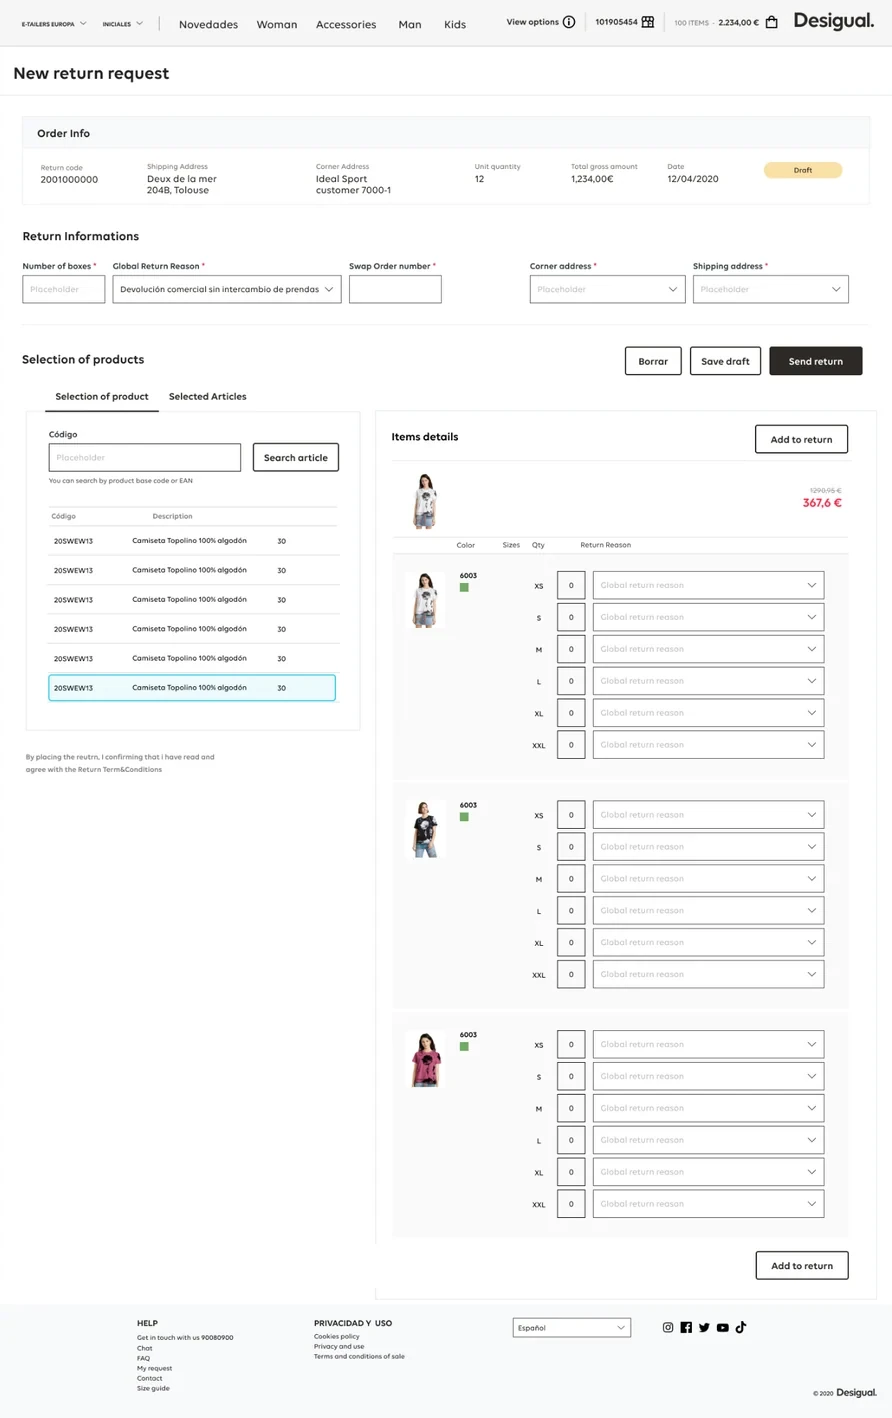 E-TAILERS EUROPA INICIALES Novedades Woman Accessories Man Kids View options 101905454 100 ITEMS - 2.234,00 € Desigual.
New return request
Order Info
Return code Shipping Address Corner Address Unit quantity Total gross amount Date Draft
2001000000 Deux de la mer Ideal Sport 12 1,234,00€ 12/04/2020
204B, Tolouse customer 7000-1
Return Informations
Number of boxes * Global Return Reason * Swap Order number * Corner address * Shipping address *
Placeholder Devolución comercial sin intercambio de prendas Placeholder Placeholder
Selection of products Borrar Save draft Send return
Selection of product Selected Articles
Código
Placeholder Search article
You can search by product base code or EAN
Código Description
20SWEW13 Camiseta Topolino 100% algodón 30
20SWEW13 Camiseta Topolino 100% algodón 30
20SWEW13 Camiseta Topolino 100% algodón 30
20SWEW13 Camiseta Topolino 100% algodón 30
20SWEW13 Camiseta Topolino 100% algodón 30
20SWEW13 Camiseta Topolino 100% algodón 30
By placing the reutrn, I confirming that i have read and
agree with the Return Term&Conditions
Items details Add to return
1290,95 €
367,6 €
Color Sizes Qty Return Reason
6003
XS 0 Global return reason
S 0 Global return reason
M 0 Global return reason
L 0 Global return reason
XL 0 Global return reason
XXL 0 Global return reason
6003
XS 0 Global return reason
S 0 Global return reason
M 0 Global return reason
L 0 Global return reason
XL 0 Global return reason
XXL 0 Global return reason
6003
XS 0 Global return reason
S 0 Global return reason
M 0 Global return reason
L 0 Global return reason
XL 0 Global return reason
XXL 0 Global return reason
Add to return
HELP
Get in touch with us 90080900
Chat
FAQ
My request
Contact
Size guide
PRIVACIDAD Y USO
Cookies policy
Privacy and use
Terms and conditions of sale
Español
© 2020 Desigual.